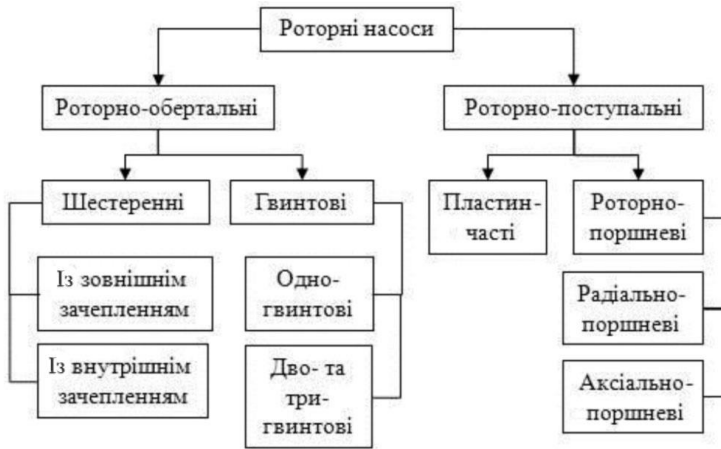 Роторні насоси
Роторно-обертальні
Роторно-поступальні
Шестеренні
Гвинтові
Пластин-
часті
Роторно-
поршневі
Із зовнішнім
зачепленням
Одно-
гвинтові
Радіально-
поршневі
Із внутрішнім
зачепленням
Дво- та
три-
гвинтові
Аксіально-
поршневі